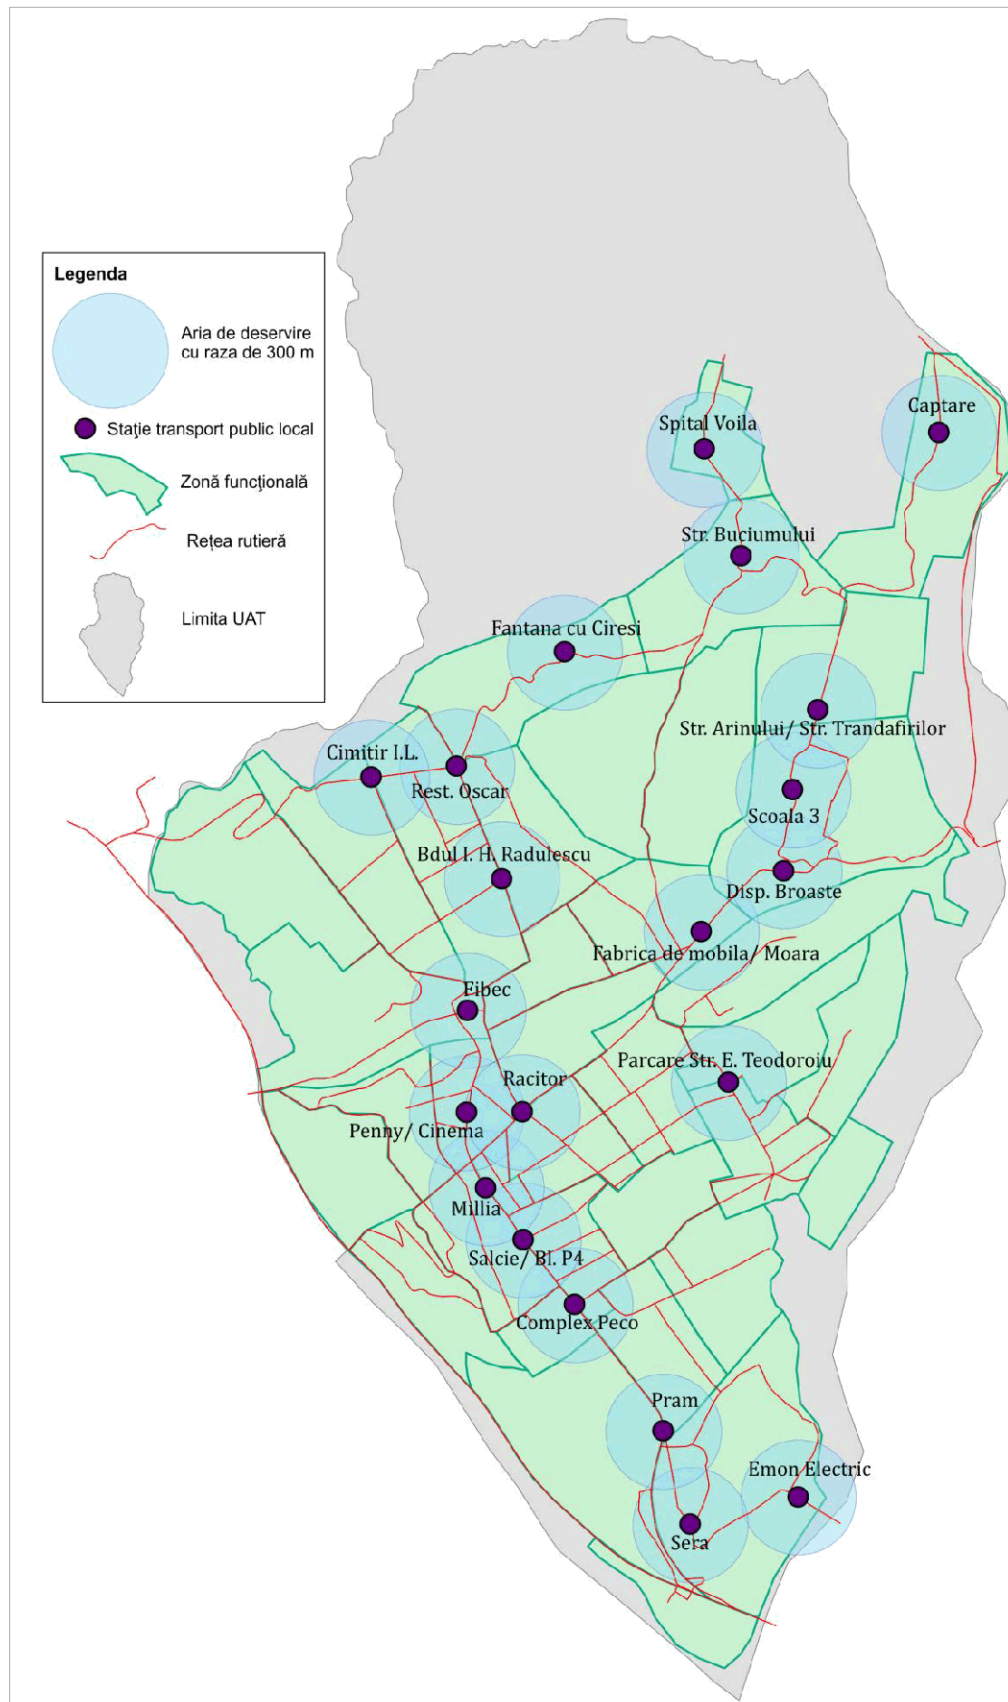 Legenda
Aria de deservire
cu raza de 300 m
Stație transport public local
Zonă funcțională
Rețea rutieră
Limita UAT
Captare
Spital Voila
Str. Buciumului
Fantana cu Ciresi
Str. Arinului/ Str. Trandafirilor
Cimitir I.L.
Rest. Oscar
Scoala 3
Bdul I. H. Radulescu
Disp. Broaste
Fabrica de mobila/ Moara
Fibec
Parcare Str. E. Teodoroiu
Racitor
Penny/ Cinema
Millia
Salcie/ Bl. P4
Complex Peco
Pram
Emon Electric
Sera